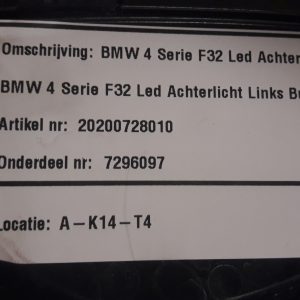 Omschrijving: BMW 4 Serie F32 Led Achter
BMW 4 Serie F32 Led Achterlicht Links
Artikel nr: 20200728010
Onderdeel nr: 7296097
Locatie: A-K14-T4